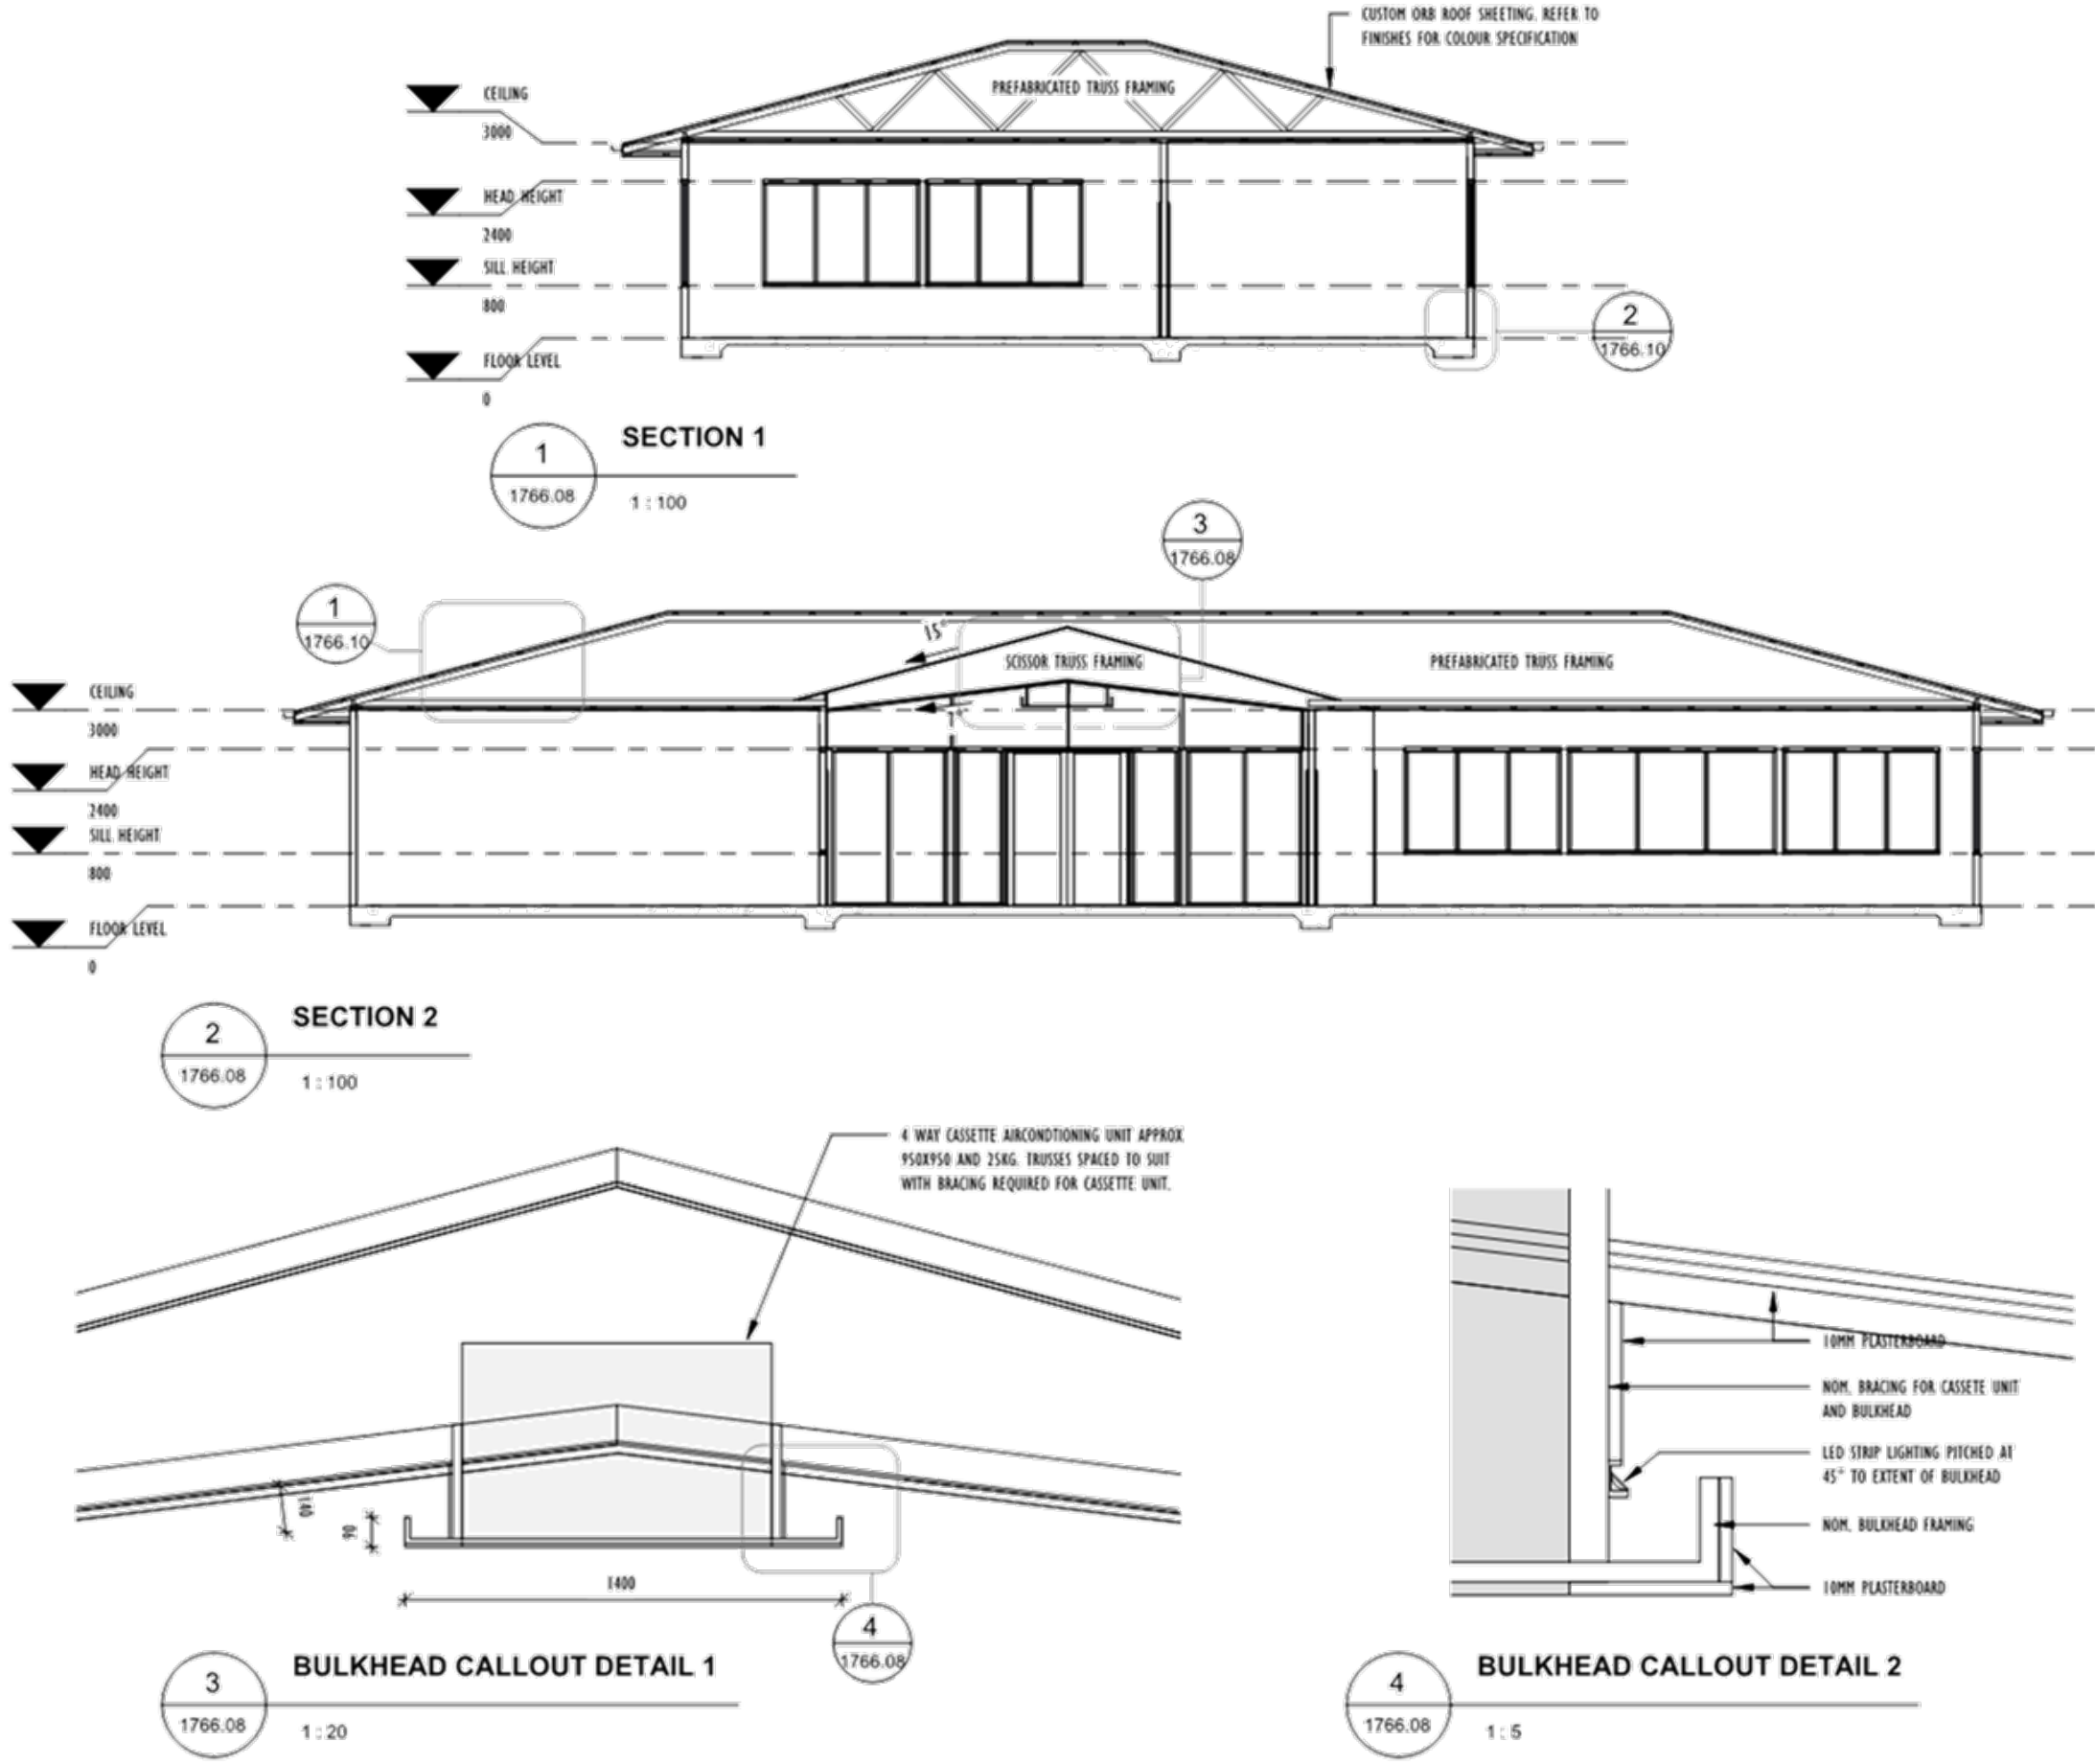 CUSTOM ORB ROOF SHEETING. REFER TO
FINISHES FOR COLOUR SPECIFICATION
PREFABRICATED TRUSS FRAMING
CEILING
3000
HEAD HEIGHT
2400
SILL HEIGHT
800
FLOOR LEVEL
0
2
1766.10
1
1766.08
SECTION 1
1 : 100
3
1766.08
1
1766.10
15°
SCISSOR TRUSS FRAMING
PREFABRICATED TRUSS FRAMING
7°
CEILING
3000
HEAD HEIGHT
2400
SILL HEIGHT
800
FLOOR LEVEL
0
2
1766.08
SECTION 2
1 : 100
4 WAY CASSETTE AIRCONDTIONING UNIT APPROX
950X950 AND 25KG. TRUSSES SPACED TO SUIT
WITH BRACING REQUIRED FOR CASSETTE UNIT.
140
90
1400
4
1766.08
3
1766.08
BULKHEAD CALLOUT DETAIL 1
1 : 20
10MM PLASTERBOARD
NOM. BRACING FOR CASSETE UNIT
AND BULKHEAD
LED STRIP LIGHTING PITCHED AT
45° TO EXTENT OF BULKHEAD
NOM. BULKHEAD FRAMING
10MM PLASTERBOARD
4
1766.08
BULKHEAD CALLOUT DETAIL 2
1 : 5